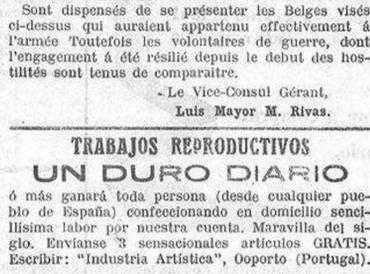 Sont dispensés de se présenter les Belges visés
ci-dessus qui auraient appartenu effectivement á
l'armée Toutefois les volontaires de guerre, dont
l'engagement á été résilié depuis le debut des hos-
tilités sont tenus de comparaitre.
- Le Vice-Consul Gérant,
Luis Mayor M. Rivas.
TRABAJOS REPRODUCTIVOS
UN DURO DIARIO
ó más ganará toda persona (desde cualquier pue-
blo de España) confeccionando en domicilio senci-
llísima labor por nuestra cuenta. Maravilla del si-
glo. Envianse 3 sensacionales artículos GRATIS.
Escribir: "Industria Artística", Ooporto (Portugal).